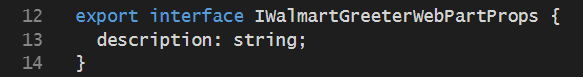 12 export interface IWalmartGreeterWebPartProps {
13   description: string;
14 }